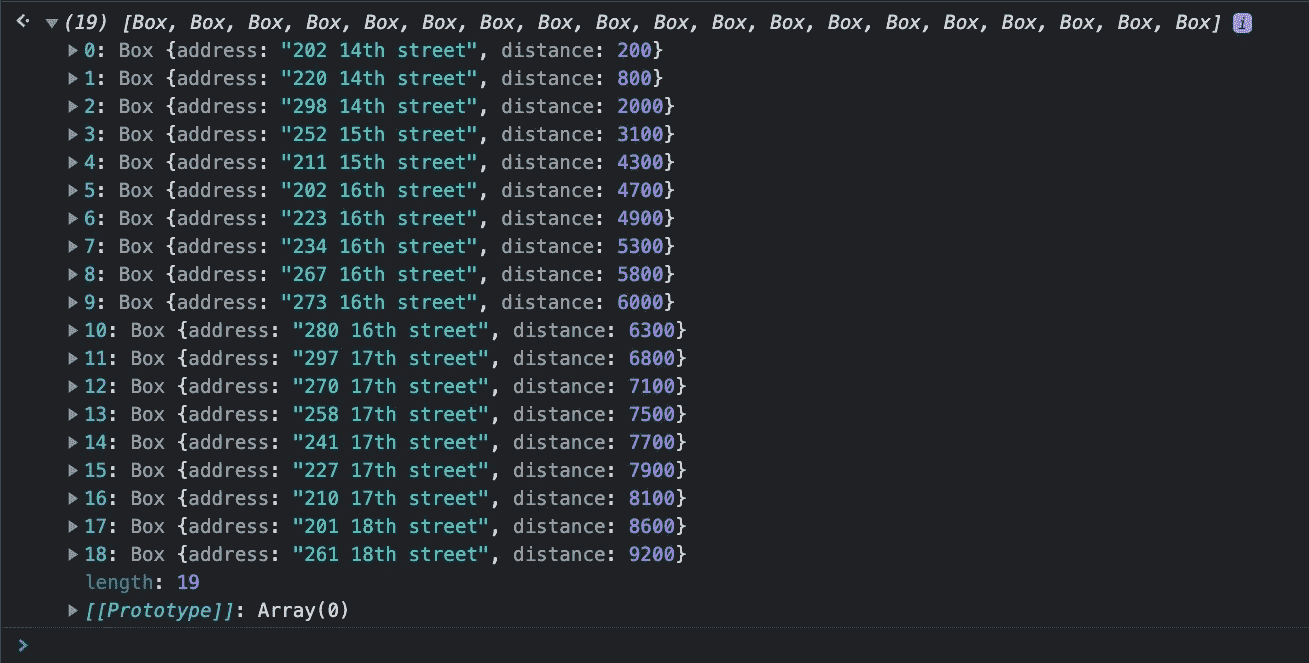 (19) [Box, Box, Box, Box, Box, Box, Box, Box, Box, Box, Box, Box, Box, Box, Box, Box, Box, Box, Box] i
0: Box {address: "202 14th street", distance: 200}
1: Box {address: "220 14th street", distance: 800}
2: Box {address: "298 14th street", distance: 2000}
3: Box {address: "252 15th street", distance: 3100}
4: Box {address: "211 15th street", distance: 4300}
5: Box {address: "202 16th street", distance: 4700}
6: Box {address: "223 16th street", distance: 4900}
7: Box {address: "234 16th street", distance: 5300}
8: Box {address: "267 16th street", distance: 5800}
9: Box {address: "273 16th street", distance: 6000}
10: Box {address: "280 16th street", distance: 6300}
11: Box {address: "297 17th street", distance: 6800}
12: Box {address: "270 17th street", distance: 7100}
13: Box {address: "258 17th street", distance: 7500}
14: Box {address: "241 17th street", distance: 7700}
15: Box {address: "227 17th street", distance: 7900}
16: Box {address: "210 17th street", distance: 8100}
17: Box {address: "201 18th street", distance: 8600}
18: Box {address: "261 18th street", distance: 9200}
length: 19
[[Prototype]]: Array(0)